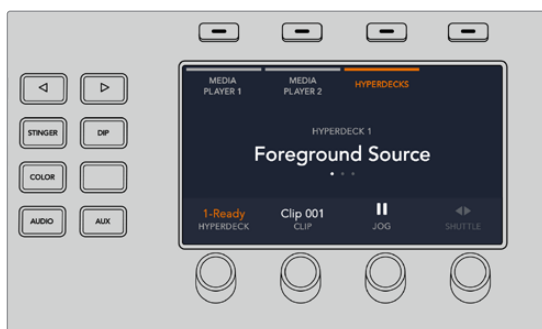 MEDIA
PLAYER 1
MEDIA
PLAYER 2
HYPERDECKS
STINGER
DIP
HYPERDECK 1
Foreground Source
COLOR
1-Ready
HYPERDECK
Clip 001
CLIP
JOG
SHUTTLE
AUDIO
AUX